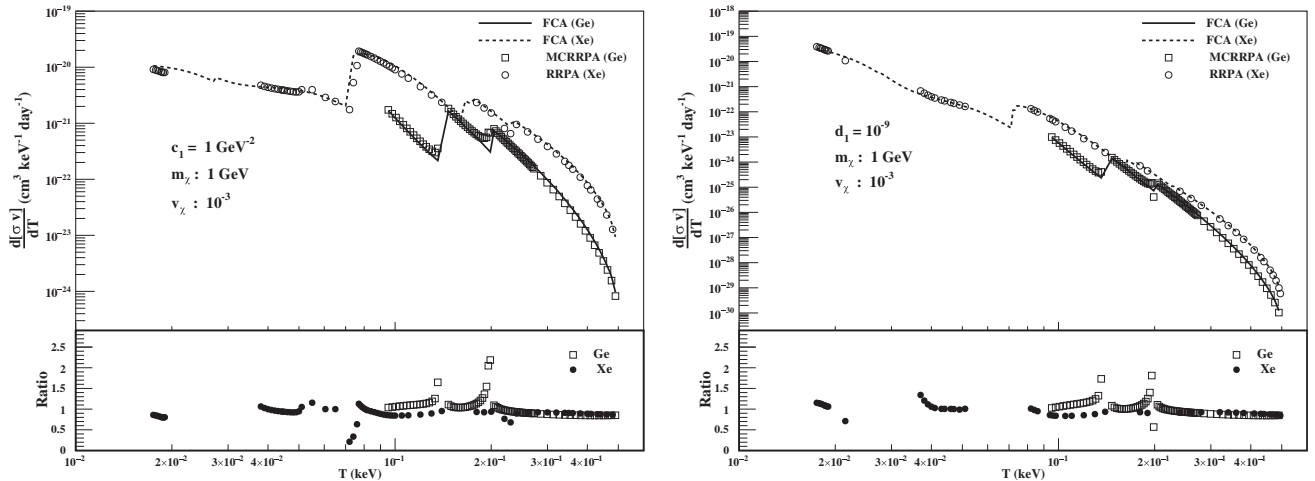 10⁻¹⁹
10⁻²⁰
10⁻²¹
10⁻²²
10⁻²³
10⁻²⁴
d[σ v]/dT (cm³ keV⁻¹ day⁻¹)
FCA (Ge)
FCA (Xe)
MCRRPA (Ge)
RRPA (Xe)
c₁ = 1 GeV⁻²
mᵪ : 1 GeV
vᵪ : 10⁻³
Ratio
2.5
2
1.5
1
0.5
0
Ge
Xe
10⁻² 2×10⁻² 3×10⁻² 4×10⁻² 10⁻¹ 2×10⁻¹ 3×10⁻¹ 4×10⁻¹
T (keV)
10⁻¹⁸
10⁻¹⁹
10⁻²⁰
10⁻²¹
10⁻²²
10⁻²³
10⁻²⁴
10⁻²⁵
10⁻²⁶
10⁻²⁷
10⁻²⁸
10⁻²⁹
10⁻³⁰
d[σ v]/dT (cm³ keV⁻¹ day⁻¹)
FCA (Ge)
FCA (Xe)
MCRRPA (Ge)
RRPA (Xe)
d₁ = 10⁻⁹
mᵪ : 1 GeV
vᵪ : 10⁻³
Ratio
2.5
2
1.5
1
0.5
0
Ge
Xe
10⁻² 2×10⁻² 3×10⁻² 4×10⁻² 10⁻¹ 2×10⁻¹ 3×10⁻¹ 4×10⁻¹
T (keV)